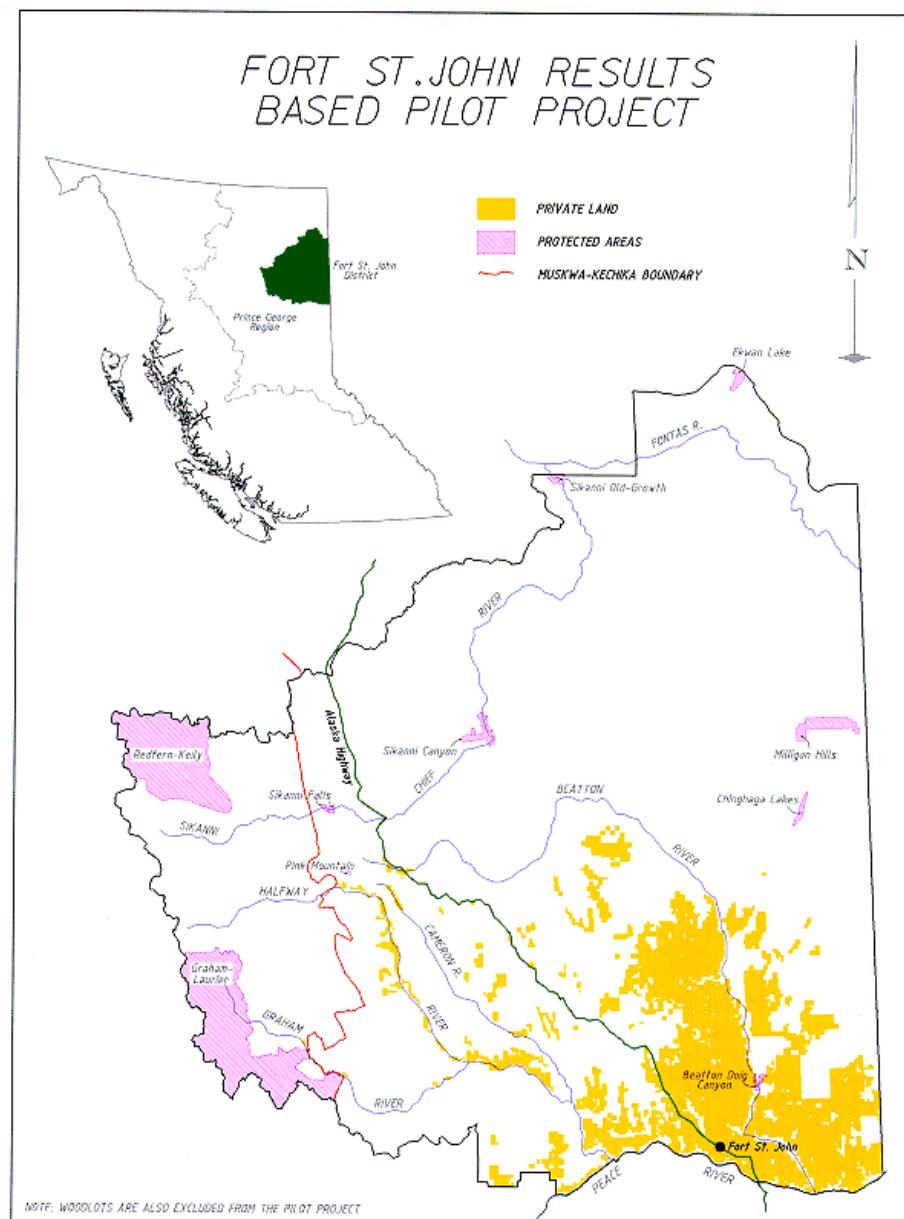 FORT ST.JOHN RESULTS
BASED PILOT PROJECT
PRIVATE LAND
PROTECTED AREAS
MUSKWA-KECHIKA BOUNDARY
N
Fort St. John
District
Prince George
Region
Ekwan Lake
FONTAS R.
Sikanni Old-Growth
RIVER
Alaska Highway
Redfern-Keily
Sikanni Canyon
Milligan Hills
CHIEF
Sikanni Falls
Chinghaga Lakes
BEATTON
SIKANNI
RIVER
Pink Mountain
HALFWAY
CAMERON R.
Graham-
Laurier
GRAHAM
RIVER
Beatton Doig
Canyon
RIVER
Fort St. John
PEACE
RIVER
NOTE: WOODLOTS ARE ALSO EXCLUDED FROM THE PILOT PROJECT